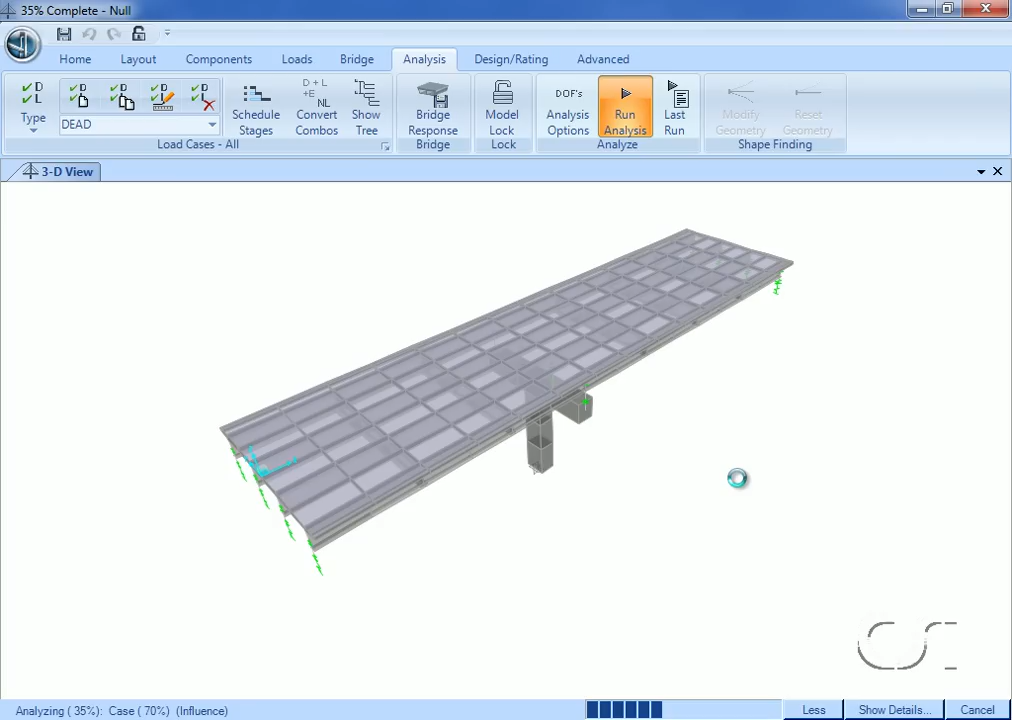 35% Complete - Null
Home Layout Components Loads Bridge Analysis Design/Rating Advanced
Type
DEAD
Load Cases - All
Schedule Stages
D + L +E NL Convert Combos
Show Tree
Bridge Response
Bridge
Model Lock
Lock
DOF's Analysis Options
Run Analysis
Last Run
Analyze
Modify Geometry
Reset Geometry
Shape Finding
3-D View
CSI
Analyzing ( 35%): Case ( 70%) (Influence)
Less
Show Details...
Cancel